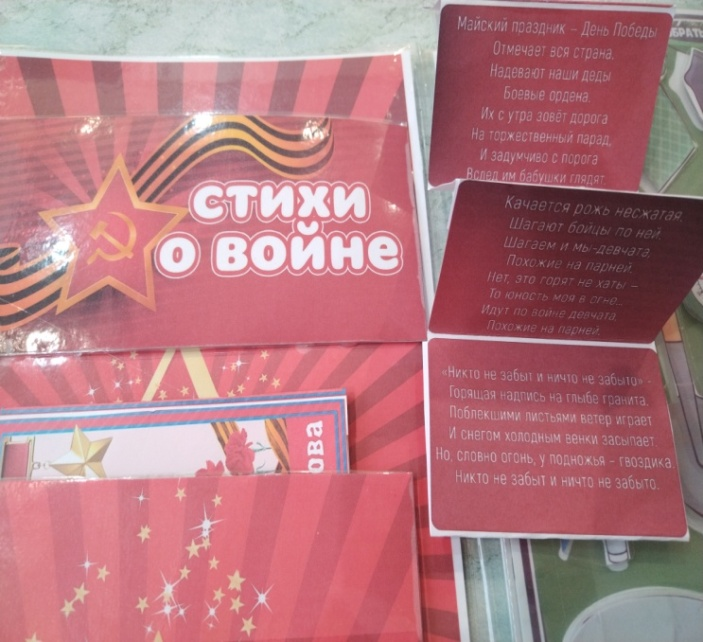 СТИХИ
О ВОЙНЕ
ова
Майский праздник – День Победы
Отмечает вся страна.
Надевают наши деды
Боевые ордена.
Их с утра зовёт дорога
На торжественный парад,
И задумчиво с порога
Вслед им бабушки глядят.
Качается рожь несжатая.
Шагают бойцы по ней.
Шагаем и мы-девчата,
Похожие на парней.
Нет, это горят не хаты –
То юность моя в огне..
Идут по войне девчата,
Похожие на парней.
«Никто не забыт и ничто не забыто» -
Горящая надпись на глыбе гранита.
Поблекшими листьями ветер играет
И снегом холодным венки засыпает.
Но, словно огонь, у подножья – гвоздика.
Никто не забыт и ничто не забыто.